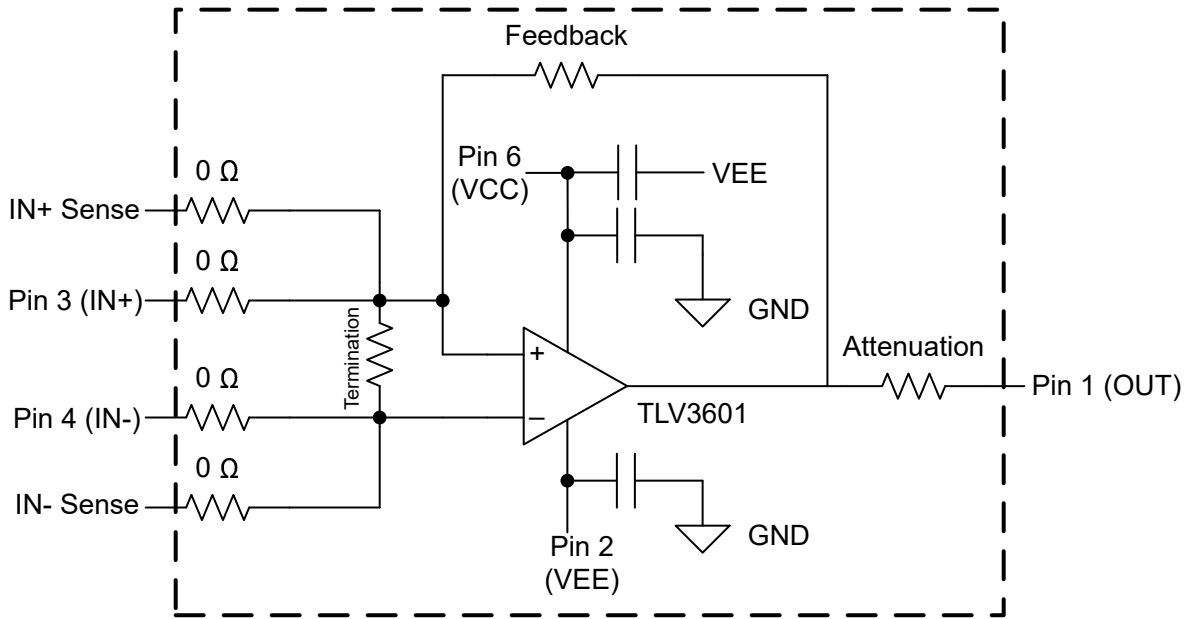 Feedback
Pin 6
(VCC)
VEE
0 Ω
IN+ Sense
0 Ω
Pin 3 (IN+)
GND
Termination
+
Attenuation
0 Ω
Pin 4 (IN-)
–
TLV3601
Pin 1 (OUT)
0 Ω
IN- Sense
GND
Pin 2
(VEE)